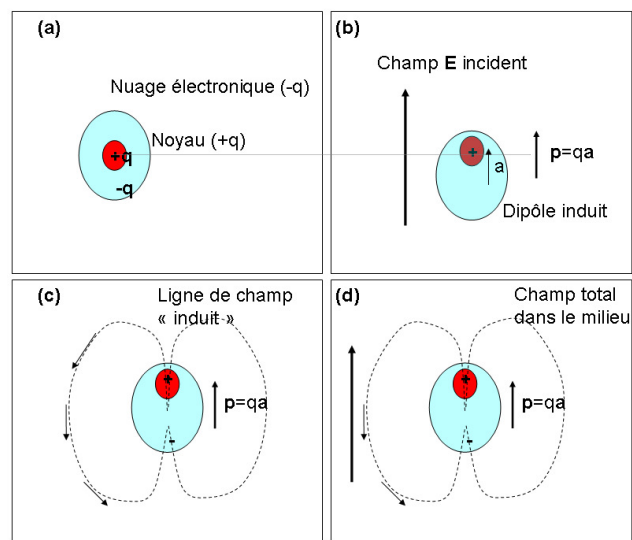 (a)
Nuage électronique (-q)
Noyau (+q)
+q
-q
(b)
Champ E incident
+
a
p=qa
Dipôle induit
(c)
Ligne de champ
« induit »
+
p=qa
-
(d)
Champ total
dans le milieu
+
p=qa
-